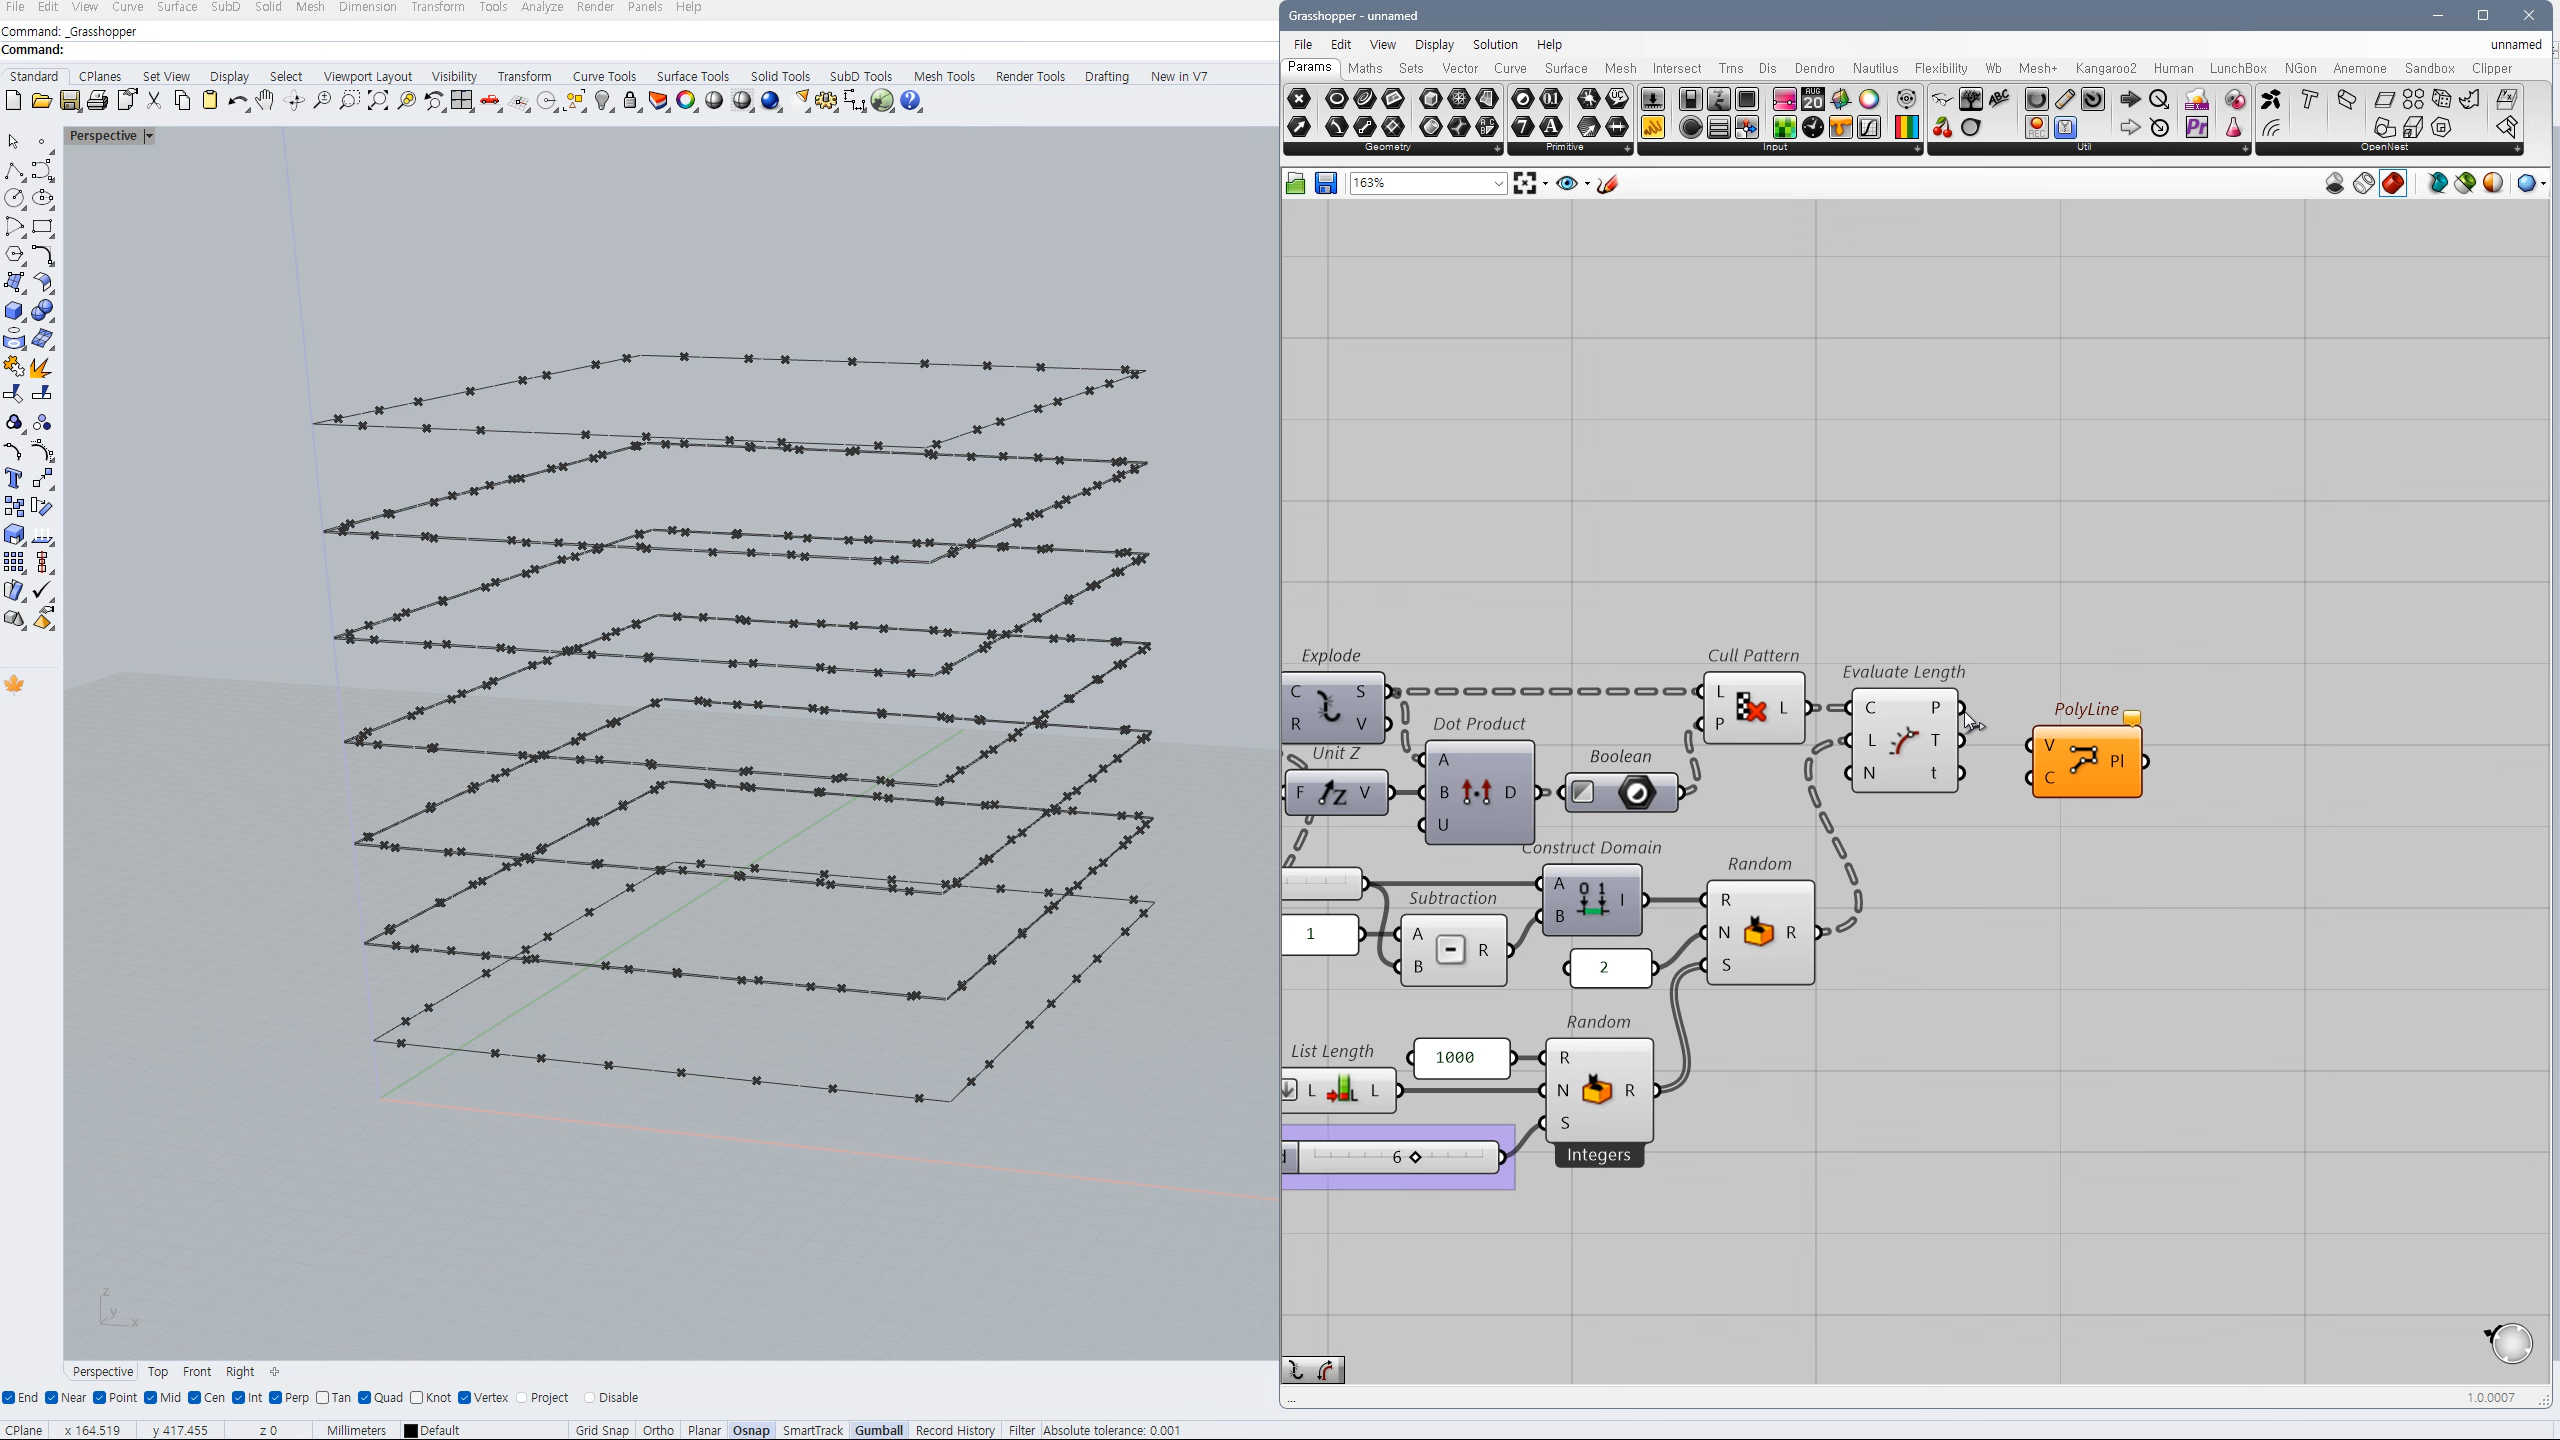 File Edit View Curve Surface SubD Solid Mesh Dimension Transform Tools Analyze Render Panels Help
Command: _Grasshopper
Command:
Standard CPlanes Set View Display Select Viewport Layout Visibility Transform Curve Tools Surface Tools Solid Tools SubD Tools Mesh Tools Render Tools Drafting New in V7
Perspective
Grasshopper - unnamed
File Edit View Display Solution Help unnamed
Params Maths Sets Vector Curve Surface Mesh Intersect Trns Dis Dendro Nautilus Flexibility Wb Mesh+ Kangaroo2 Human LunchBox NGon Anemone Sandbox Clipper
Geometry Primitive Input Util OpenNest
163%
Explode
C S
R V
Unit Z
F V
Dot Product
A
B D
U
Boolean
Cull Pattern
L
P L
Evaluate Length
C P
L T
N t
PolyLine
V
C Pl
Construct Domain
A
B I
Subtraction
A
B R
1
2
Random
R
N R
S
Random
R
N R
S
Integers
List Length
L L
1000
6
z
y
x
Perspective Top Front Right
End Near Point Mid Cen Int Perp Tan Quad Knot Vertex Project Disable
CPlane x 164.519 y 417.455 z 0 Millimeters Default Grid Snap Ortho Planar Osnap SmartTrack Gumball Record History Filter Absolute tolerance: 0.001
...
1.0.0007